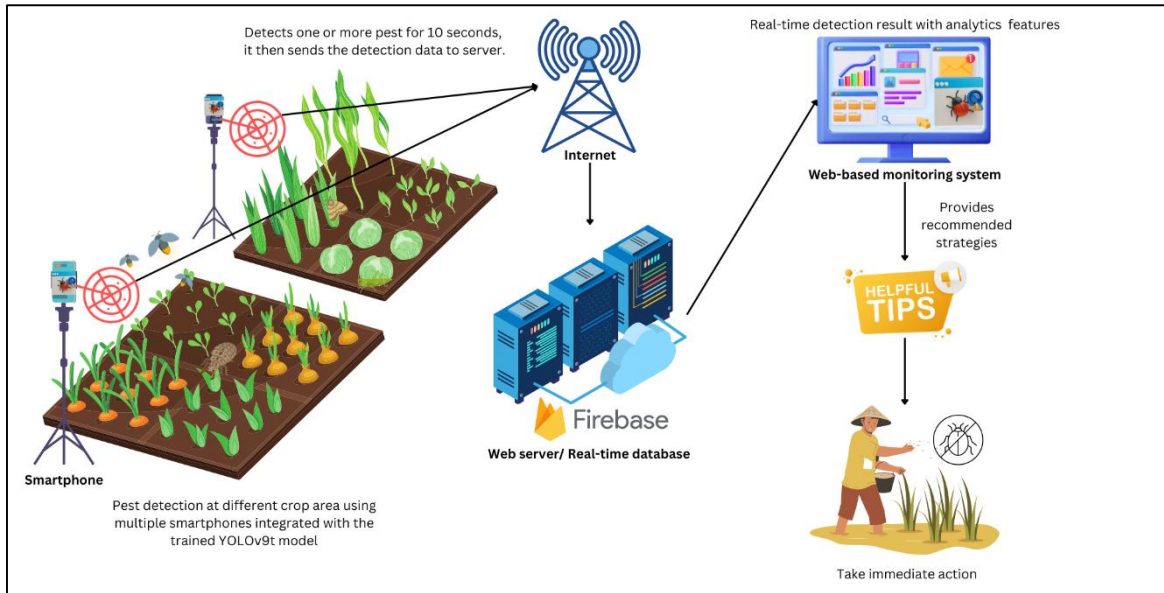 Detects one or more pest for 10 seconds,
it then sends the detection data to server.
Real-time detection result with analytics features
Internet
Web-based monitoring system
Provides
recommended
strategies
HELPFUL
TIPS
Firebase
Web server/ Real-time database
Smartphone
Pest detection at different crop area using
multiple smartphones integrated with the
trained YOLOv9t model
Take immediate action